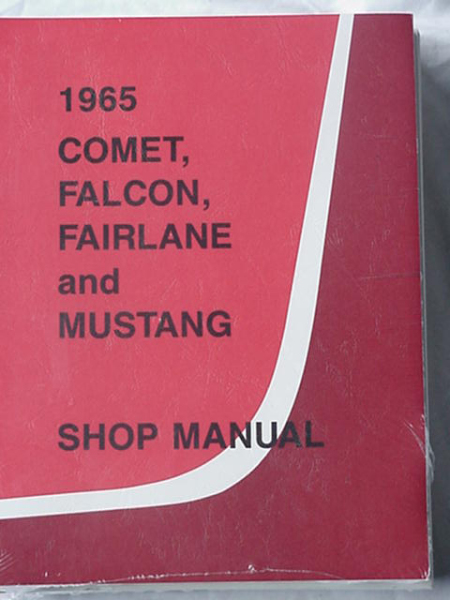 1965
COMET,
FALCON,
FAIRLANE
and
MUSTANG
SHOP MANUAL